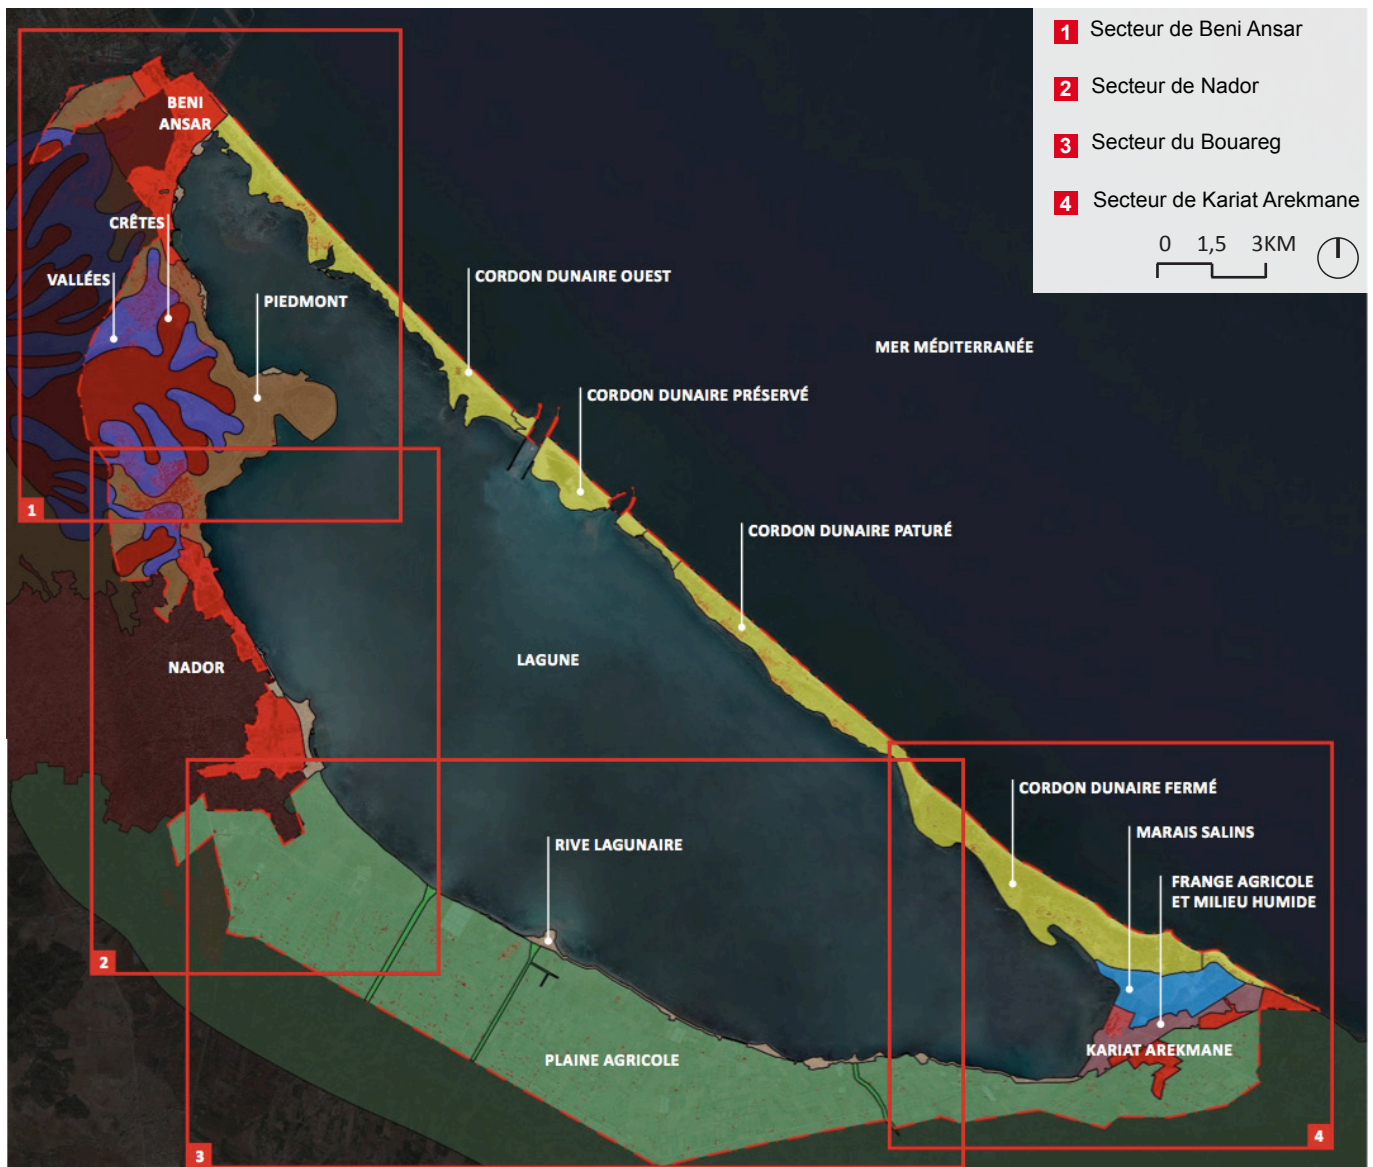 1 Secteur de Beni Ansar
2 Secteur de Nador
3 Secteur du Bouareg
4 Secteur de Kariat Arekmane
0 1,5 3KM
BENI
ANSAR
CRÊTES
VALLÉES
PIEDMONT
CORDON DUNAIRE OUEST
MER MÉDITERRANÉE
CORDON DUNAIRE PRÉSERVÉ
1
CORDON DUNAIRE PATURÉ
NADOR
LAGUNE
CORDON DUNAIRE FERMÉ
MARAIS SALINS
RIVE LAGUNAIRE
FRANGE AGRICOLE
ET MILIEU HUMIDE
2
KARIAT AREKMANE
PLAINE AGRICOLE
4
3